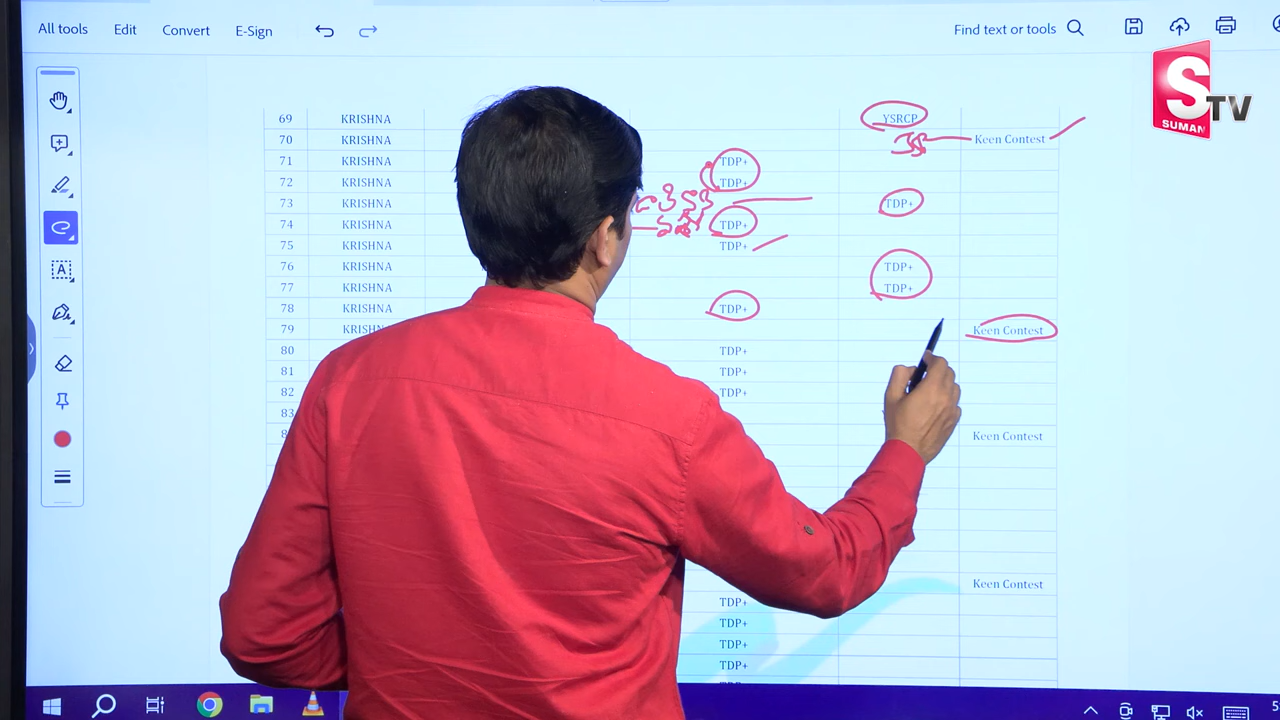 All tools Edit Convert E-Sign Find text or tools
S TV
SUMAN
69 KRISHNA YSRCP
70 KRISHNA Keen Contest
71 KRISHNA TDP+
72 KRISHNA TDP+
73 KRISHNA TDP+
74 KRISHNA TDP+
75 KRISHNA TDP+
76 KRISHNA TDP+
77 KRISHNA TDP+
78 KRISHNA TDP+
79 Keen Contest
80 TDP+
81 TDP+
82 TDP+
83
Keen Contest
Keen Contest
TDP+
TDP+
TDP+
TDP+